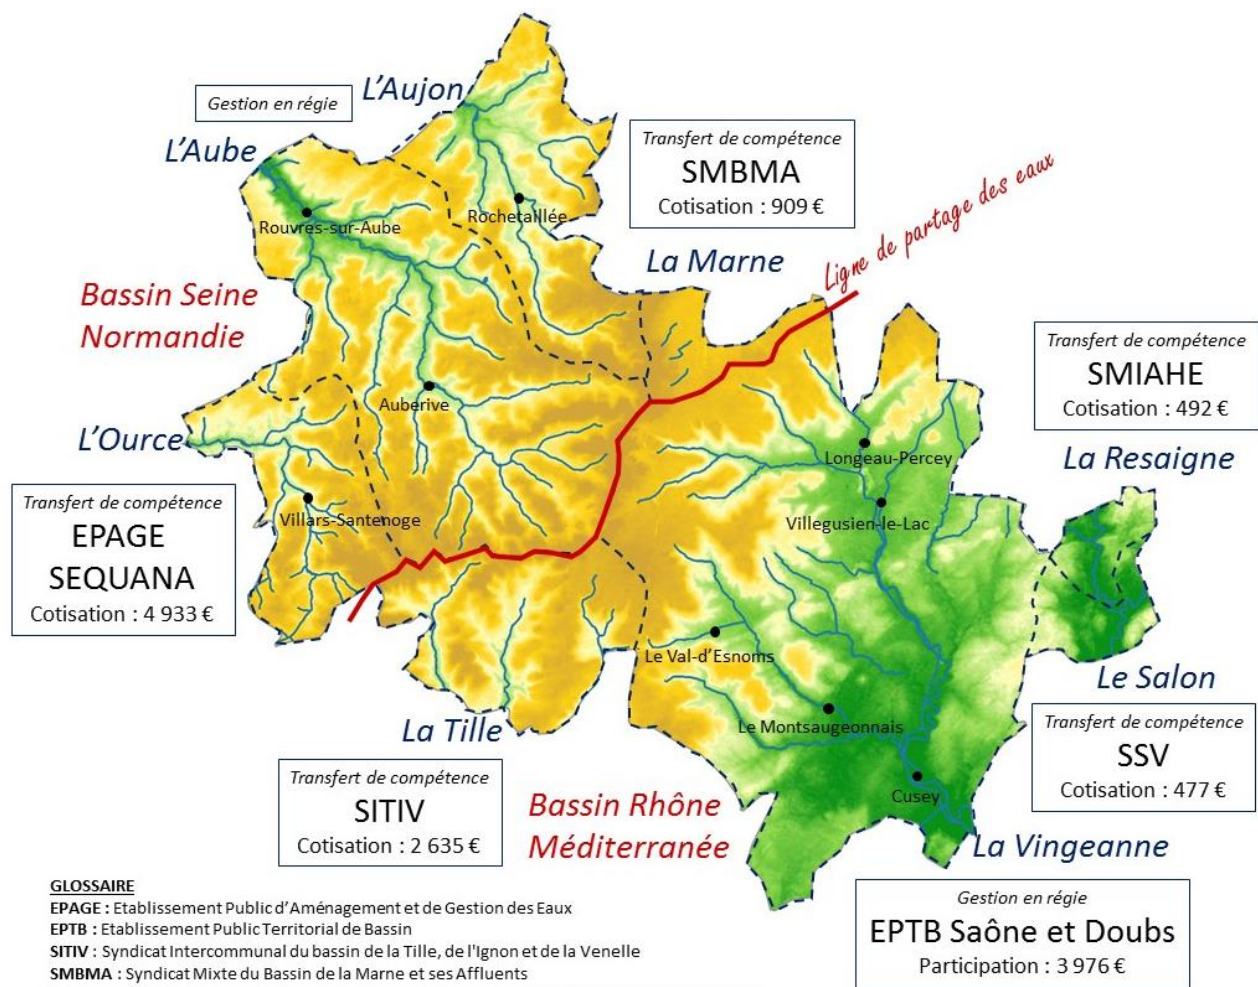 L'Aujon
Gestion en régie
L'Aube
Transfert de compétence
SMBMA
Cotisation : 909 €
Ligne de partage des eaux
Rochetaillée
Rouvres-sur-Aube
La Marne
Bassin Seine
Normandie
Transfert de compétence
SMIAHE
Cotisation : 492 €
Auberive
L'Ource
Longeau-Percey
La Resaigne
Transfert de compétence
EPAGE
SEQUANA
Cotisation : 4 933 €
Villars-Santenoge
Villegusien-le-Lac
Le Val-d'Esnoms
Le Salon
Le Montsaugeonnais
La Tille
Transfert de compétence
SSV
Cotisation : 477 €
Transfert de compétence
SITIV
Cotisation : 2 635 €
Bassin Rhône
Méditerranée
Cusey
La Vingeanne
Gestion en régie
EPTB Saône et Doubs
Participation : 3 976 €
GLOSSAIRE
EPAGE : Etablissement Public d'Aménagement et de Gestion des Eaux
EPTB : Etablissement Public Territorial de Bassin
SITIV : Syndicat Intercommunal du bassin de la Tille, de l'Ignon et de la Venelle
SMBMA : Syndicat Mixte du Bassin de la Marne et ses Affluents